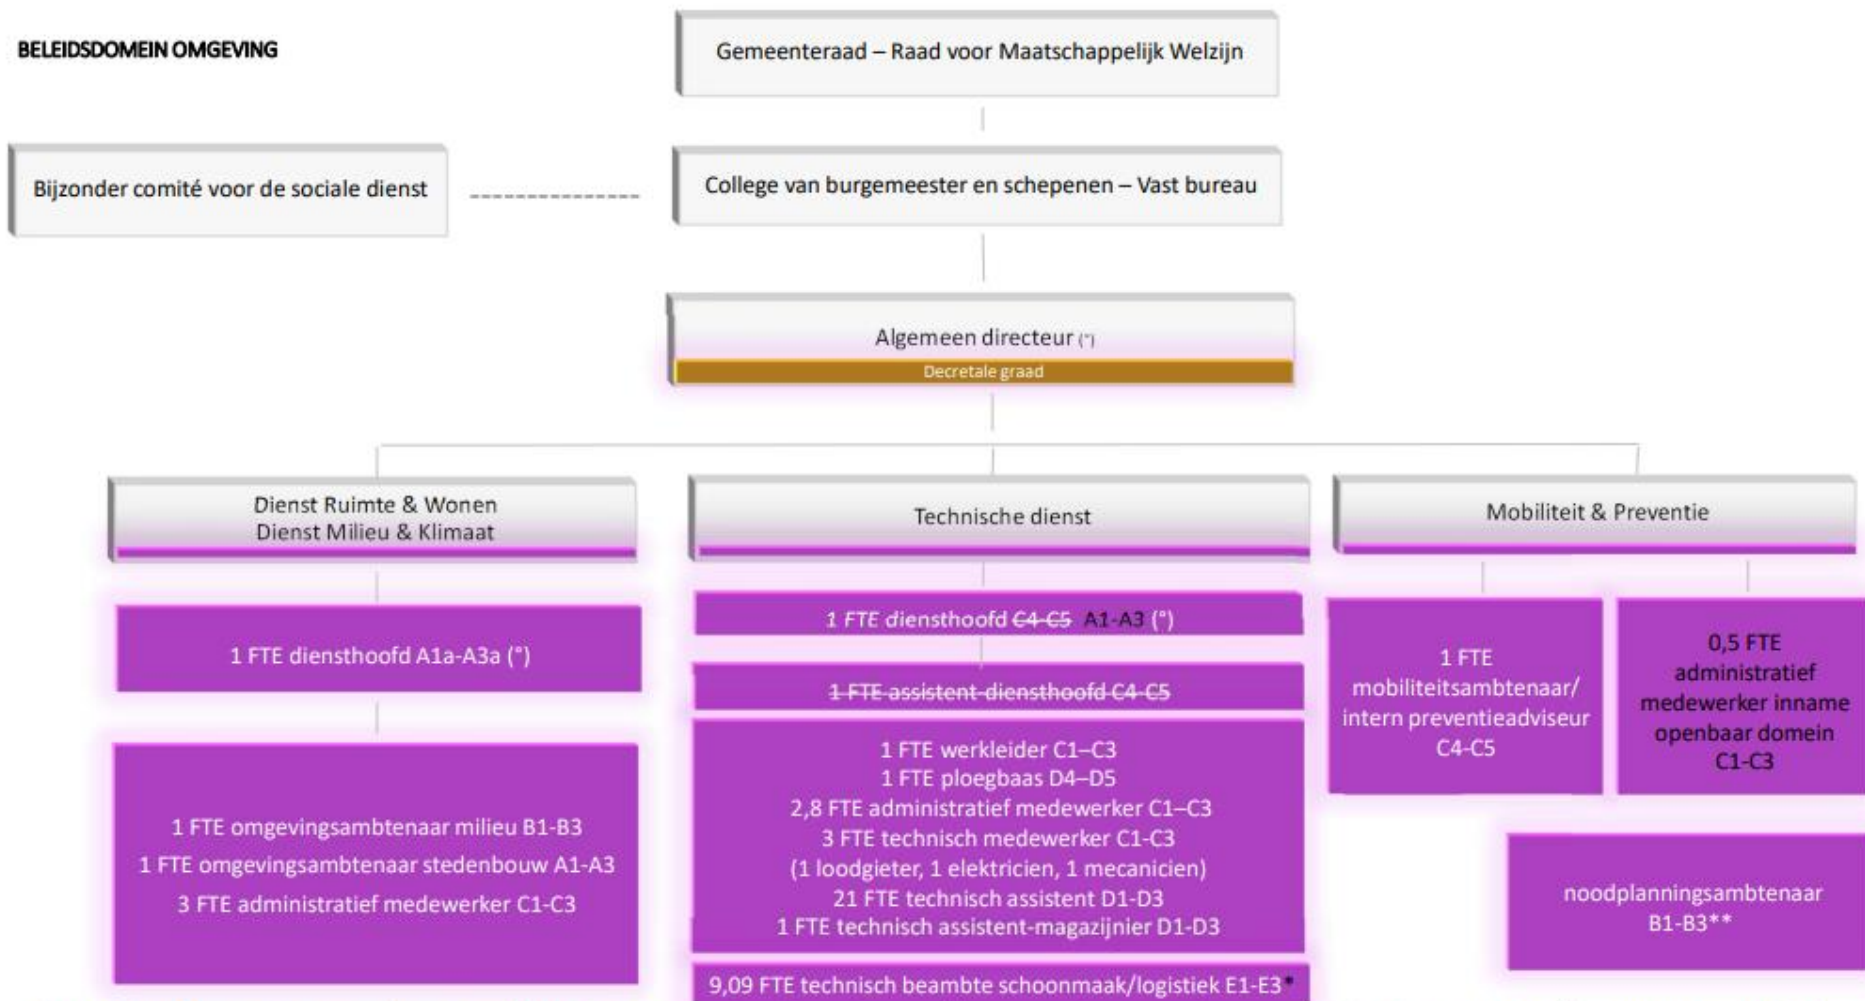 BELEIDSDOMEIN OMGEVING
Gemeenteraad – Raad voor Maatschappelijk Welzijn
Bijzonder comité voor de sociale dienst
College van burgemeester en schepenen – Vast bureau
Algemeen directeur (°)
Decretale graad
Dienst Ruimte & Wonen
Dienst Milieu & Klimaat
1 FTE diensthoofd A1a-A3a (°)
1 FTE omgevingsambtenaar milieu B1-B3
1 FTE omgevingsambtenaar stedenbouw A1-A3
3 FTE administratief medewerker C1-C3
Technische dienst
1 FTE diensthoofd C4-C5 A1-A3 (°)
1 FTE assistent-diensthoofd C4-C5
1 FTE werkleider C1–C3
1 FTE ploegbaas D4–D5
2,8 FTE administratief medewerker C1–C3
3 FTE technisch medewerker C1-C3
(1 loodgieter, 1 elektricien, 1 mecanicien)
21 FTE technisch assistent D1-D3
1 FTE technisch assistent-magazijnier D1-D3
9,09 FTE technisch beambte schoonmaak/logistiek E1-E3*
Mobiliteit & Preventie
1 FTE
mobiliteitsambtenaar/
intern preventieadviseur
C4-C5
0,5 FTE
administratief
medewerker inname
openbaar domein
C1-C3
noodplanningsambtenaar
B1-B3**